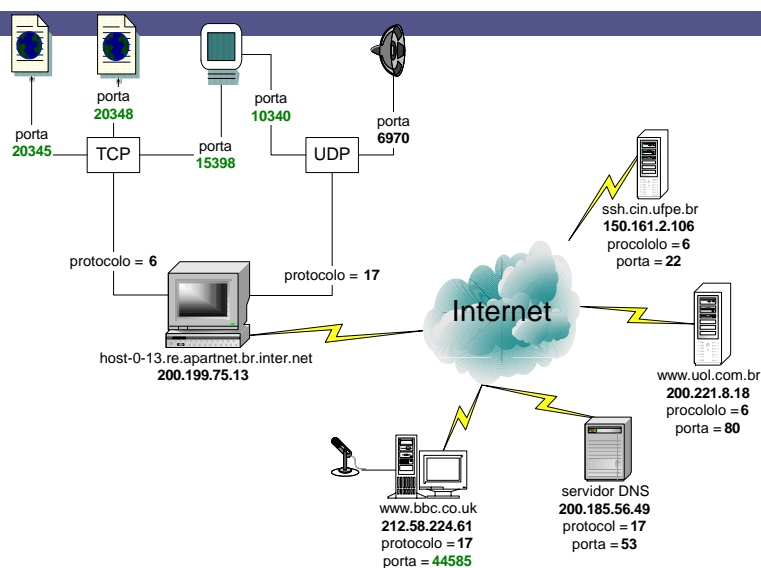 porta
20345
porta
20348
porta
15398
porta
10340
porta
6970
TCP
UDP
protocolo = 6
protocolo = 17
host-0-13.re.apartnet.br.inter.net
200.199.75.13
Internet
ssh.cin.ufpe.br
150.161.2.106
procololo = 6
porta = 22
www.uol.com.br
200.221.8.18
procololo = 6
porta = 80
www.bbc.co.uk
212.58.224.61
protocolo = 17
porta = 44585
servidor DNS
200.185.56.49
protocol = 17
porta = 53